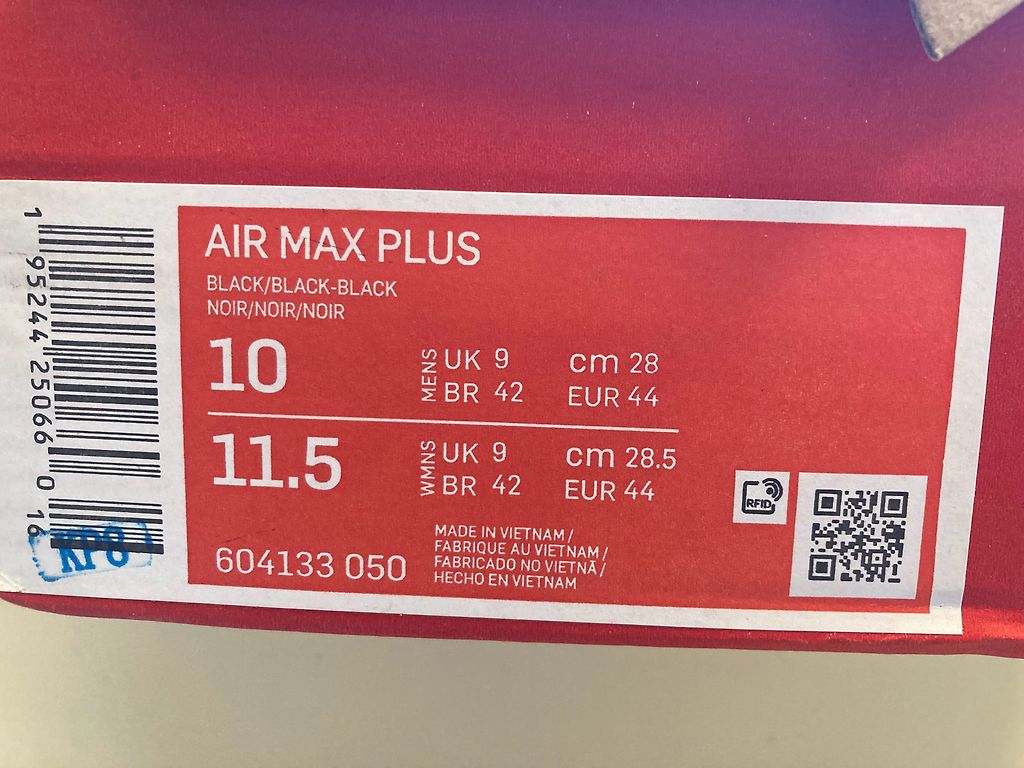 1 95244 25066 0 16
KP8
AIR MAX PLUS
BLACK/BLACK-BLACK
NOIR/NOIR/NOIR
10
MENS
UK 9 cm 28
BR 42 EUR 44
11.5
WMNS
UK 9 cm 28.5
BR 42 EUR 44
604133 050
MADE IN VIETNAM /
FABRIQUE AU VIETNAM /
FABRICADO NO VIETNÃ /
HECHO EN VIETNAM
RFID